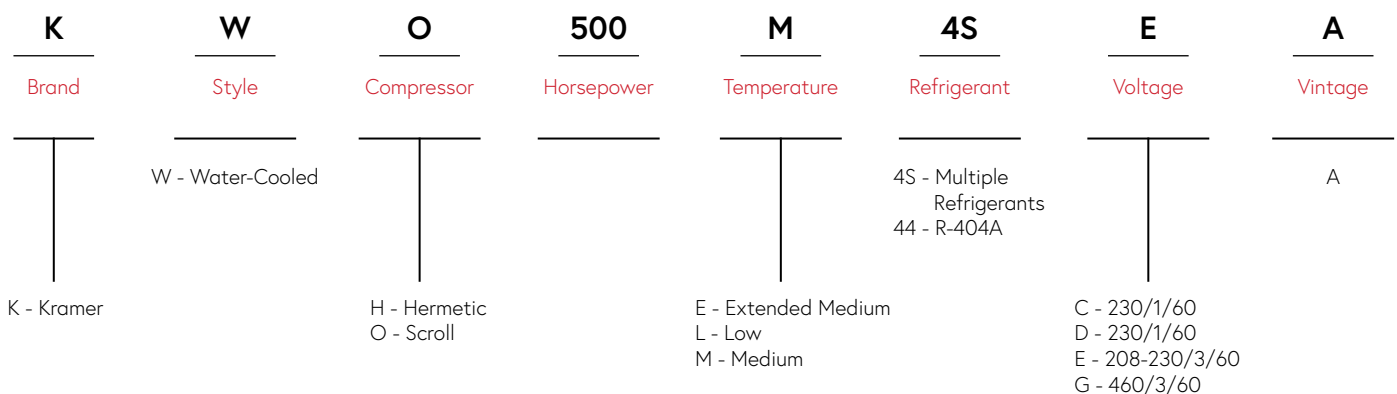 K W O 500 M 4S E A
Brand Style Compressor Horsepower Temperature Refrigerant Voltage Vintage
W - Water-Cooled
4S - Multiple
Refrigerants
44 - R-404A
A
K - Kramer
H - Hermetic
O - Scroll
E - Extended Medium
L - Low
M - Medium
C - 230/1/60
D - 230/1/60
E - 208-230/3/60
G - 460/3/60